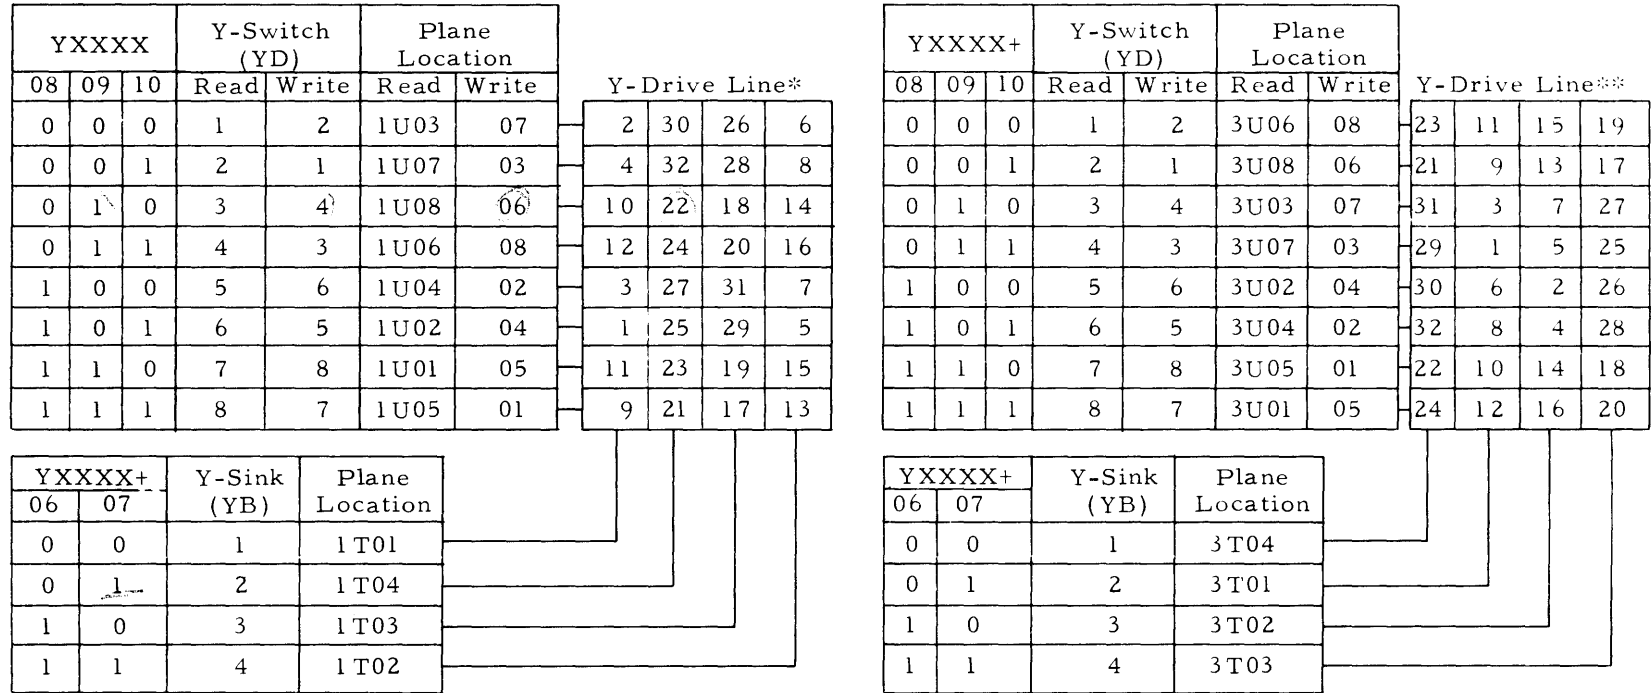 YXXXX Y-Switch (YD) Plane Location
08 09 10 Read Write Read Write Y-Drive Line*
0 0 0 1 2 1U03 07 2 30 26 6
0 0 1 2 1 1U07 03 4 32 28 8
0 1 0 3 4 1U08 06 10 22 18 14
0 1 1 4 3 1U06 08 12 24 20 16
1 0 0 5 6 1U04 02 3 27 31 7
1 0 1 6 5 1U02 04 1 25 29 5
1 1 0 7 8 1U01 05 11 23 19 15
1 1 1 8 7 1U05 01 9 21 17 13
YXXXX+ Y-Sink (YB) Plane Location
06 07
0 0 1 1T01
0 1 2 1T04
1 0 3 1T03
1 1 4 1T02
YXXXX+ Y-Switch (YD) Plane Location
08 09 10 Read Write Read Write Y-Drive Line**
0 0 0 1 2 3U06 08 23 11 15 19
0 0 1 2 1 3U08 06 21 9 13 17
0 1 0 3 4 3U03 07 31 3 7 27
0 1 1 4 3 3U07 03 29 1 5 25
1 0 0 5 6 3U02 04 30 6 2 26
1 0 1 6 5 3U04 02 32 8 4 28
1 1 0 7 8 3U05 01 22 10 14 18
1 1 1 8 7 3U01 05 24 12 16 20
YXXXX+ Y-Sink (YB) Plane Location
06 07
0 0 1 3T04
0 1 2 3T01
1 0 3 3T02
1 1 4 3T03